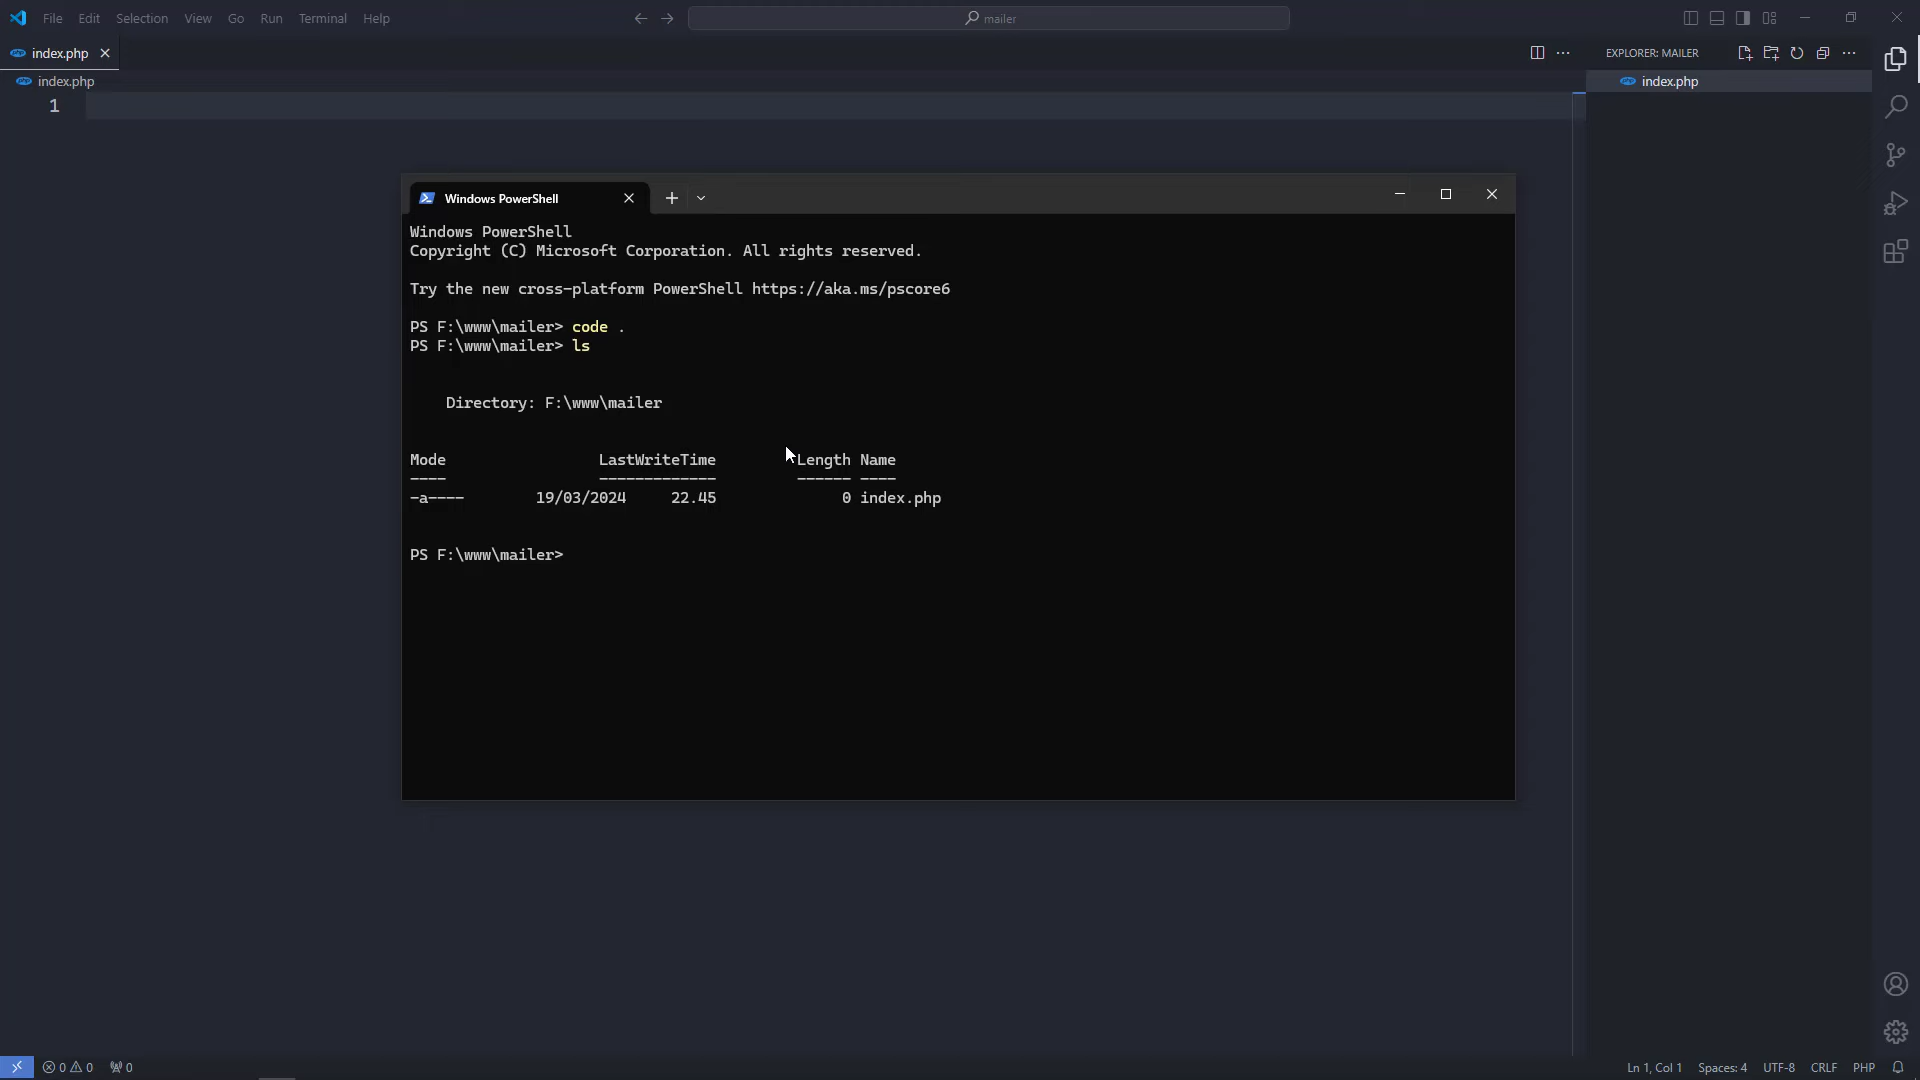 File Edit Selection View Go Run Terminal Help
mailer
index.php
EXPLORER: MAILER
index.php
index.php
1
Windows PowerShell
Windows PowerShell
Copyright (C) Microsoft Corporation. All rights reserved.
Try the new cross-platform PowerShell https://aka.ms/pscore6
PS F:\www\mailer> code .
PS F:\www\mailer> ls
Directory: F:\www\mailer
Mode LastWriteTime Length Name
---- ------------- ------ ----
-a---- 19/03/2024 22.45 0 index.php
PS F:\www\mailer>
0 0 0
Ln 1, Col 1 Spaces: 4 UTF-8 CRLF PHP